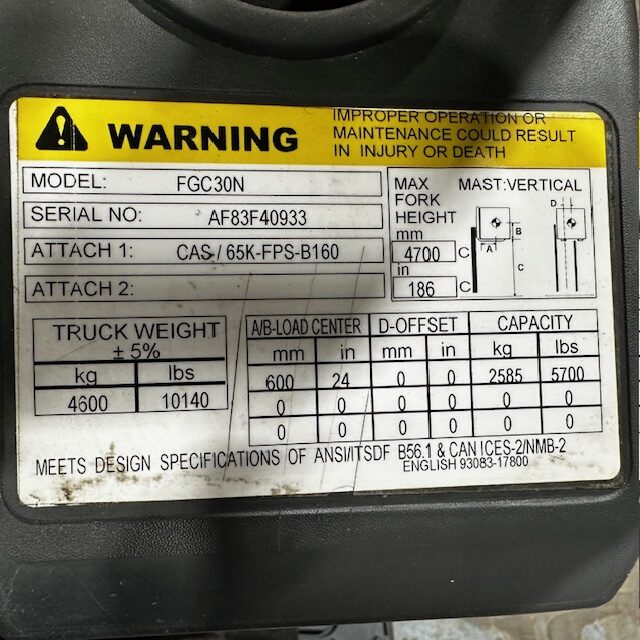 WARNING
IMPROPER OPERATION OR
MAINTENANCE COULD RESULT
IN INJURY OR DEATH
MODEL: FGC30N
SERIAL NO: AF83F40933
ATTACH 1: CAS / 65K-FPS-B160
ATTACH 2:
MAX
FORK
HEIGHT
mm
4700 C
in
186 C
MAST:VERTICAL
D
B
A
C
TRUCK WEIGHT
± 5%
kg lbs
4600 10140
A/B-LOAD CENTER D-OFFSET CAPACITY
mm in mm in kg lbs
600 24 0 0 2585 5700
0 0 0 0 0 0
0 0 0 0 0 0
MEETS DESIGN SPECIFICATIONS OF ANSI/ITSDF B56.1 & CAN ICES-2/NMB-2
ENGLISH 93083-17800